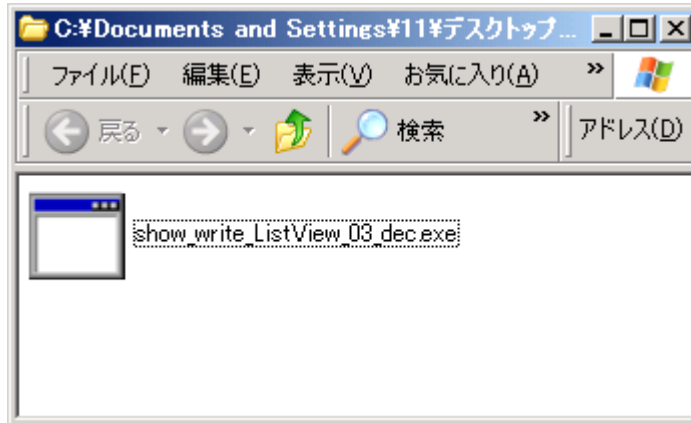 C:¥Documents and Settings¥11¥デスクトップ...
ファイル(F) 編集(E) 表示(V) お気に入り(A) »
戻る 検索 » アドレス(D)
show_write_ListView_03_dec.exe